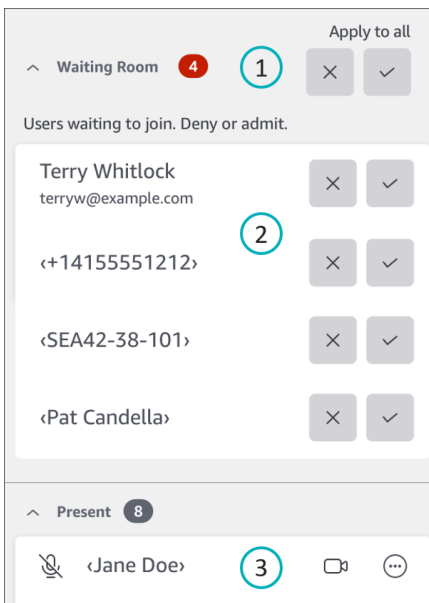 Apply to all
Waiting Room 4 1
Users waiting to join. Deny or admit.
Terry Whitlock
terryw@example.com
2
‹+14155551212›
‹SEA42-38-101›
‹Pat Candella›
Present 8
‹Jane Doe› 3